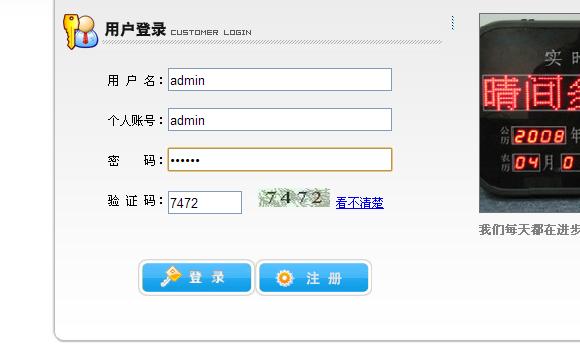 用户登录 CUSTOMER LOGIN
用 户 名： admin
个人账号： admin
密 码： ••••••
验 证 码： 7472 7472 看不清楚
登 录 注 册
实 时
晴间多
公历 2008 年
农历 04 月 0
我们每天都在进步